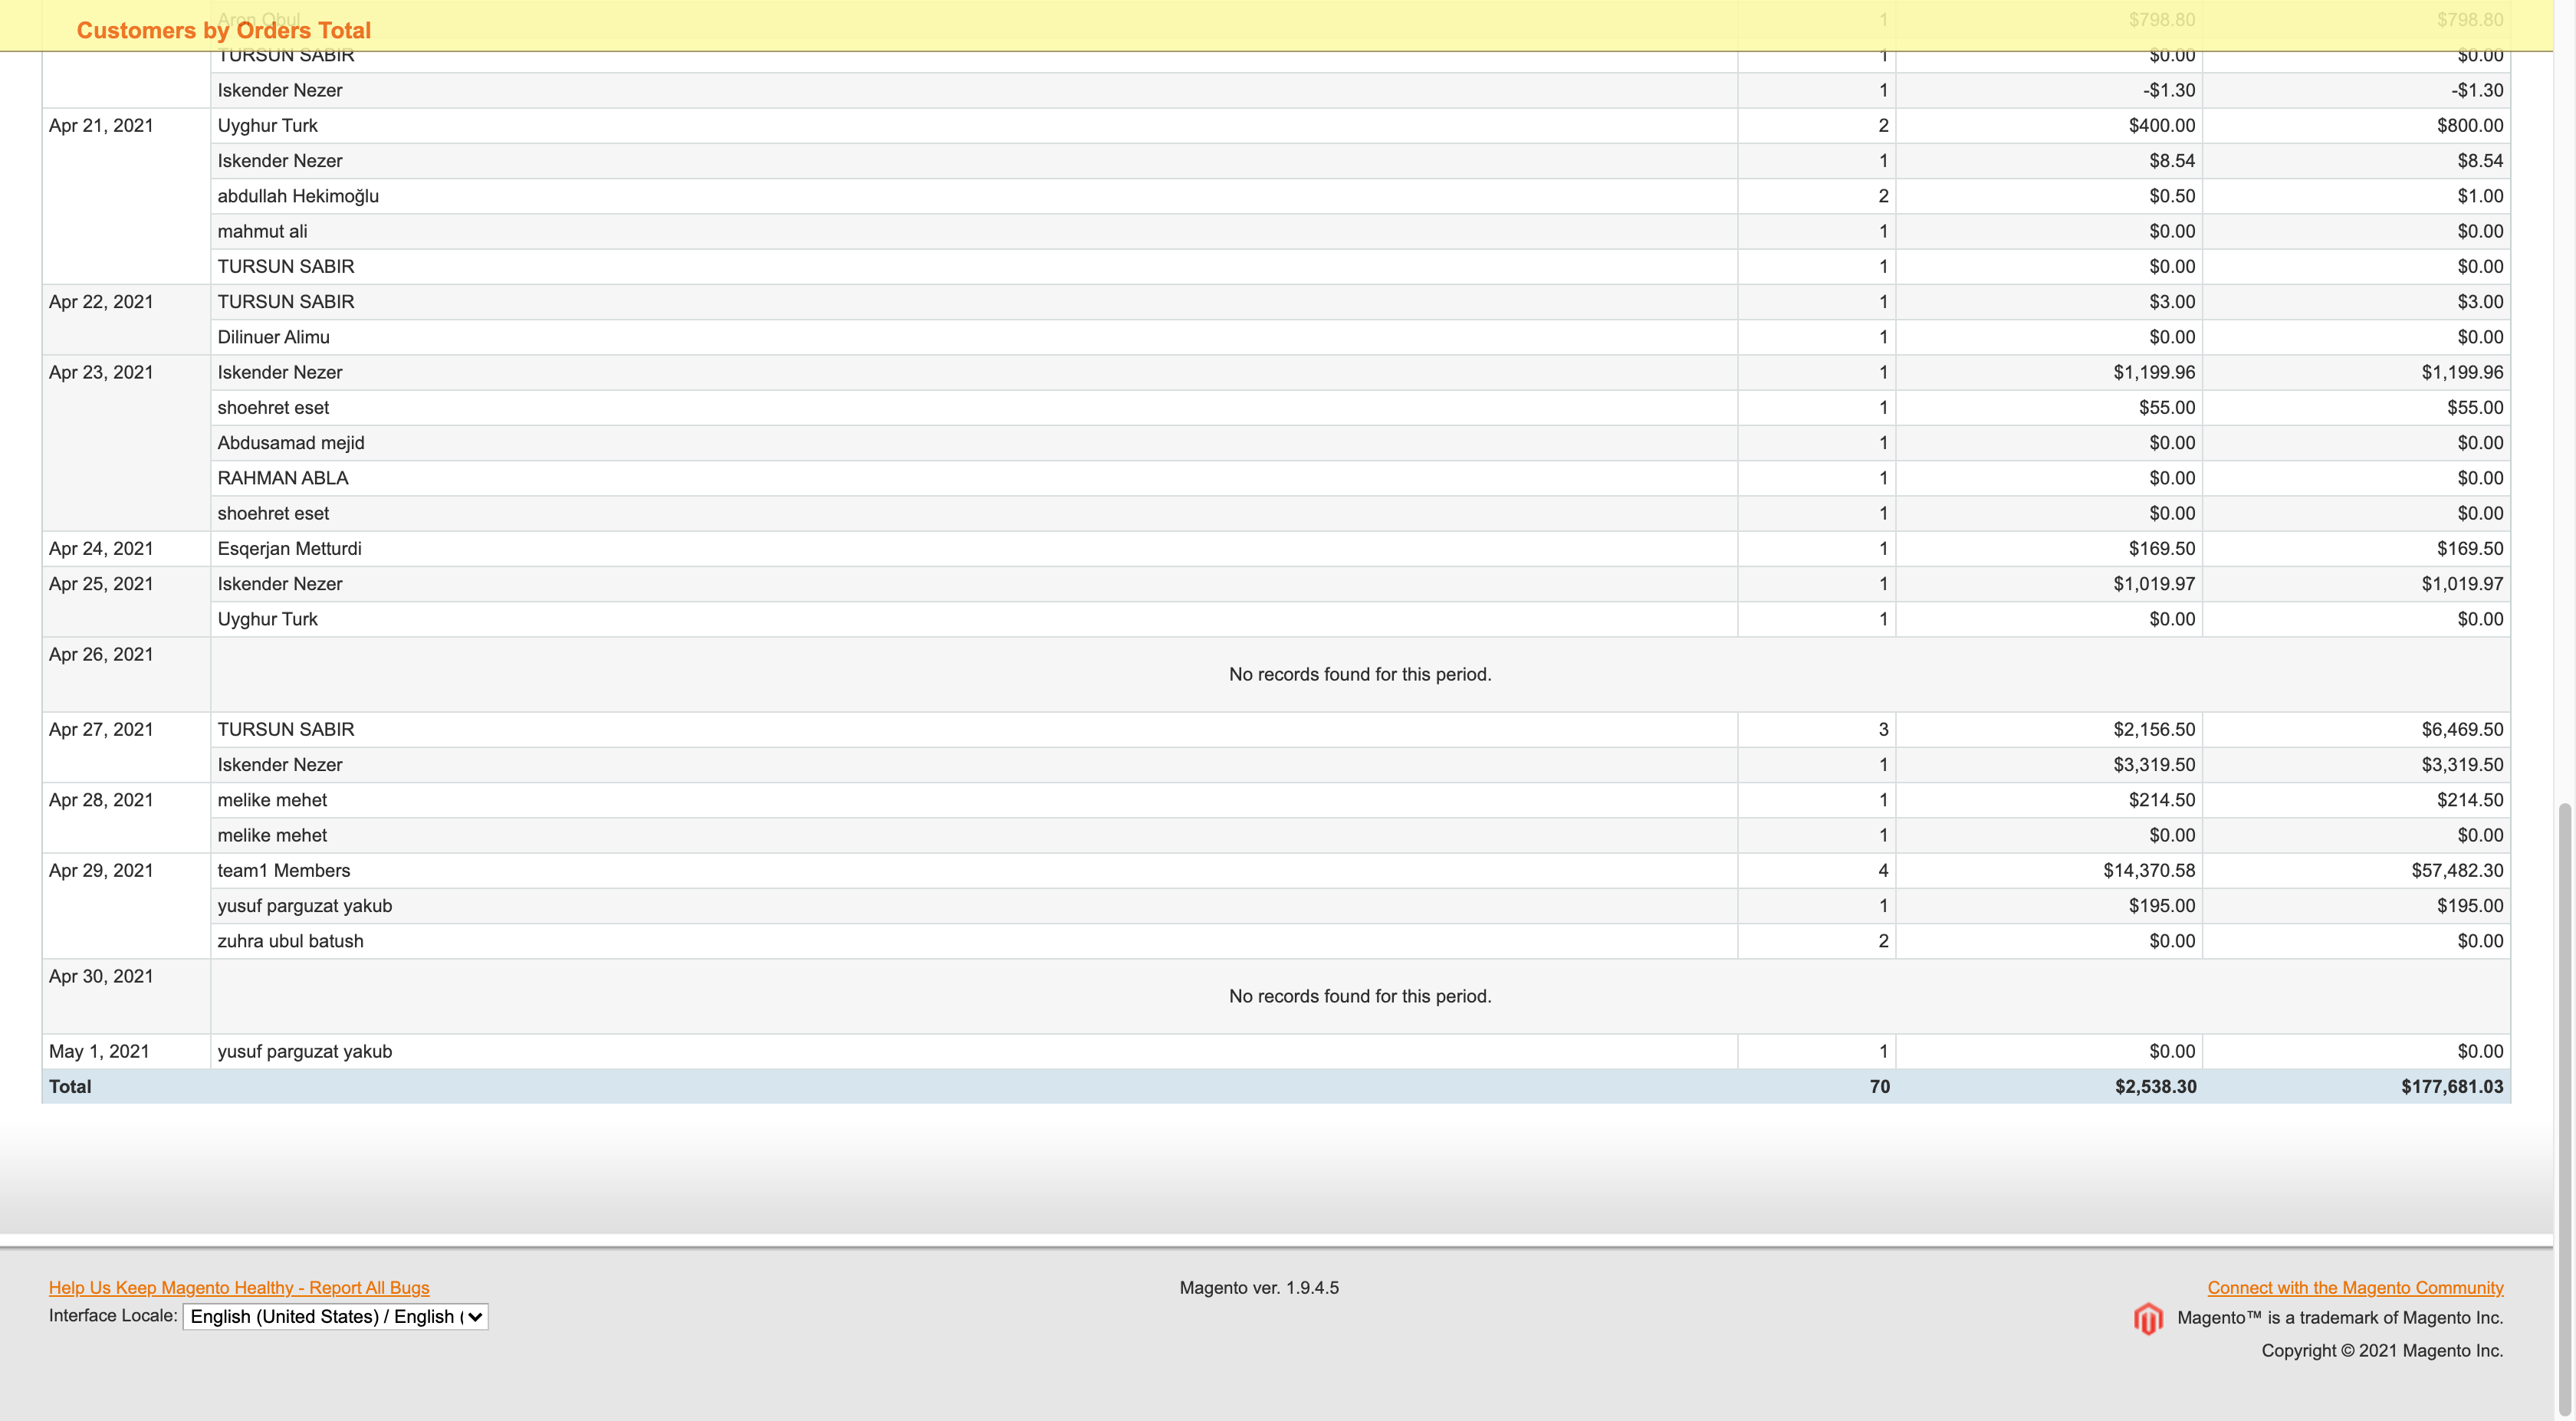 Aron Obul 1 $798.80 $798.80
Customers by Orders Total
TURSUN SABIR 1 $0.00 $0.00
Iskender Nezer 1 -$1.30 -$1.30
Apr 21, 2021 Uyghur Turk 2 $400.00 $800.00
Iskender Nezer 1 $8.54 $8.54
abdullah Hekimoğlu 2 $0.50 $1.00
mahmut ali 1 $0.00 $0.00
TURSUN SABIR 1 $0.00 $0.00
Apr 22, 2021 TURSUN SABIR 1 $3.00 $3.00
Dilinuer Alimu 1 $0.00 $0.00
Apr 23, 2021 Iskender Nezer 1 $1,199.96 $1,199.96
shoehret eset 1 $55.00 $55.00
Abdusamad mejid 1 $0.00 $0.00
RAHMAN ABLA 1 $0.00 $0.00
shoehret eset 1 $0.00 $0.00
Apr 24, 2021 Esqerjan Metturdi 1 $169.50 $169.50
Apr 25, 2021 Iskender Nezer 1 $1,019.97 $1,019.97
Uyghur Turk 1 $0.00 $0.00
Apr 26, 2021
No records found for this period.
Apr 27, 2021 TURSUN SABIR 3 $2,156.50 $6,469.50
Iskender Nezer 1 $3,319.50 $3,319.50
Apr 28, 2021 melike mehet 1 $214.50 $214.50
melike mehet 1 $0.00 $0.00
Apr 29, 2021 team1 Members 4 $14,370.58 $57,482.30
yusuf parguzat yakub 1 $195.00 $195.00
zuhra ubul batush 2 $0.00 $0.00
Apr 30, 2021
No records found for this period.
May 1, 2021 yusuf parguzat yakub 1 $0.00 $0.00
Total 70 $2,538.30 $177,681.03
Help Us Keep Magento Healthy - Report All Bugs Magento ver. 1.9.4.5 Connect with the Magento Community
Interface Locale: English (United States) / English ( Magento™ is a trademark of Magento Inc.
Copyright © 2021 Magento Inc.